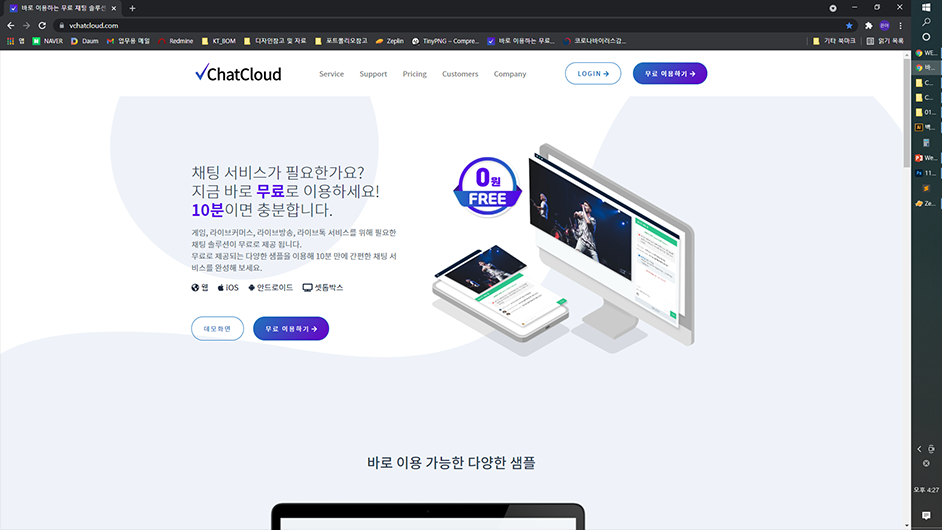 바로 이용하는 무료 채팅 솔루션
vchatcloud.com
앱
NAVER
Daum
업무용 메일
Redmine
KT_BOM
디자인참고 및 자료
포트폴리오참고
Zeplin
TinyPNG – Compre...
바로 이용하는 무료...
코로나바이러스감...
기타 북마크
읽기 목록
ChatCloud
Service
Support
Pricing
Customers
Company
LOGIN →
무료 이용하기 →
채팅 서비스가 필요한가요?
지금 바로 무료로 이용하세요!
10분이면 충분합니다.
게임, 라이브커머스, 라이브방송, 라이브톡 서비스를 위해 필요한
채팅 솔루션이 무료로 제공 됩니다.
무료로 제공되는 다양한 샘플을 이용해 10분 만에 간편한 채팅 서
비스를 완성해 보세요.
웹
iOS
안드로이드
셋톱박스
데모화면
무료 이용하기 →
0원
FREE
바로 이용 가능한 다양한 샘플
WE...
바...
C...
C...
01...
백...
We...
11...
Ze...
오후 4:27